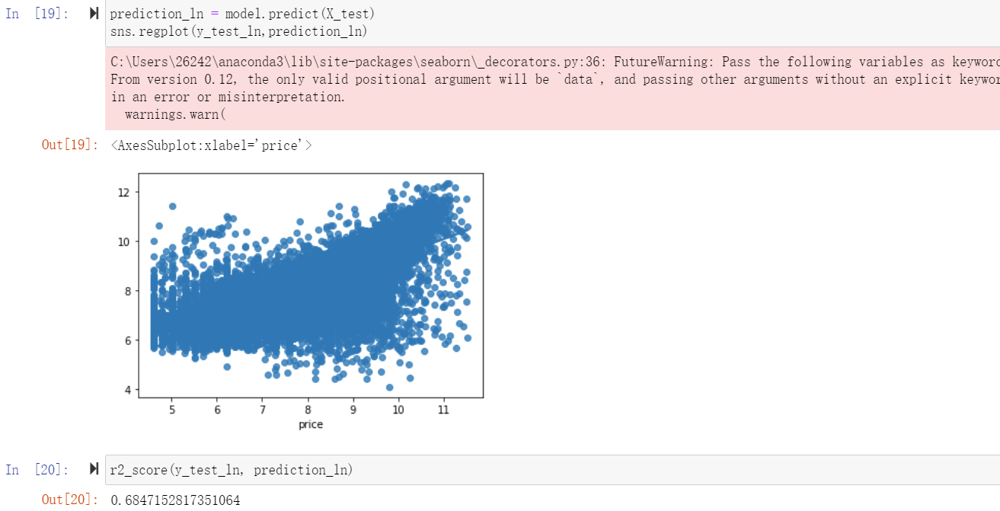 In [19]: prediction_ln = model.predict(X_test)
sns.regplot(y_test_ln,prediction_ln)
C:\Users\26242\anaconda3\lib\site-packages\seaborn\_decorators.py:36: FutureWarning: Pass the following variables as keyword
From version 0.12, the only valid positional argument will be `data`, and passing other arguments without an explicit keywor
in an error or misinterpretation.
warnings.warn(
Out[19]: <AxesSubplot:xlabel='price'>
12
10
8
6
4
5 6 7 8 9 10 11
price
In [20]: r2_score(y_test_ln, prediction_ln)
Out[20]: 0.6847152817351064